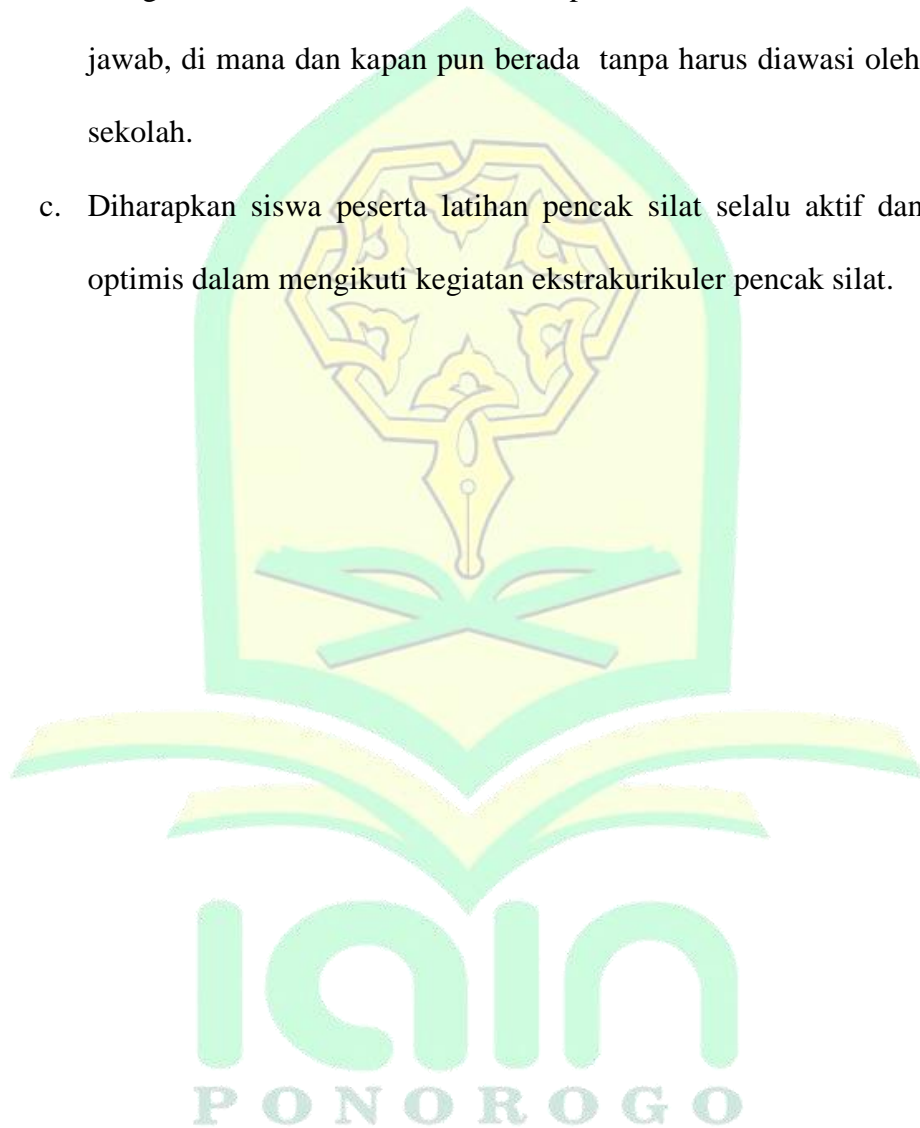 jawab, di mana dan kapan pun berada tanpa harus diawasi oleh
sekolah.
c. Diharapkan siswa peserta latihan pencak silat selalu aktif dan
optimis dalam mengikuti kegiatan ekstrakurikuler pencak silat.
iain
PONOROGO